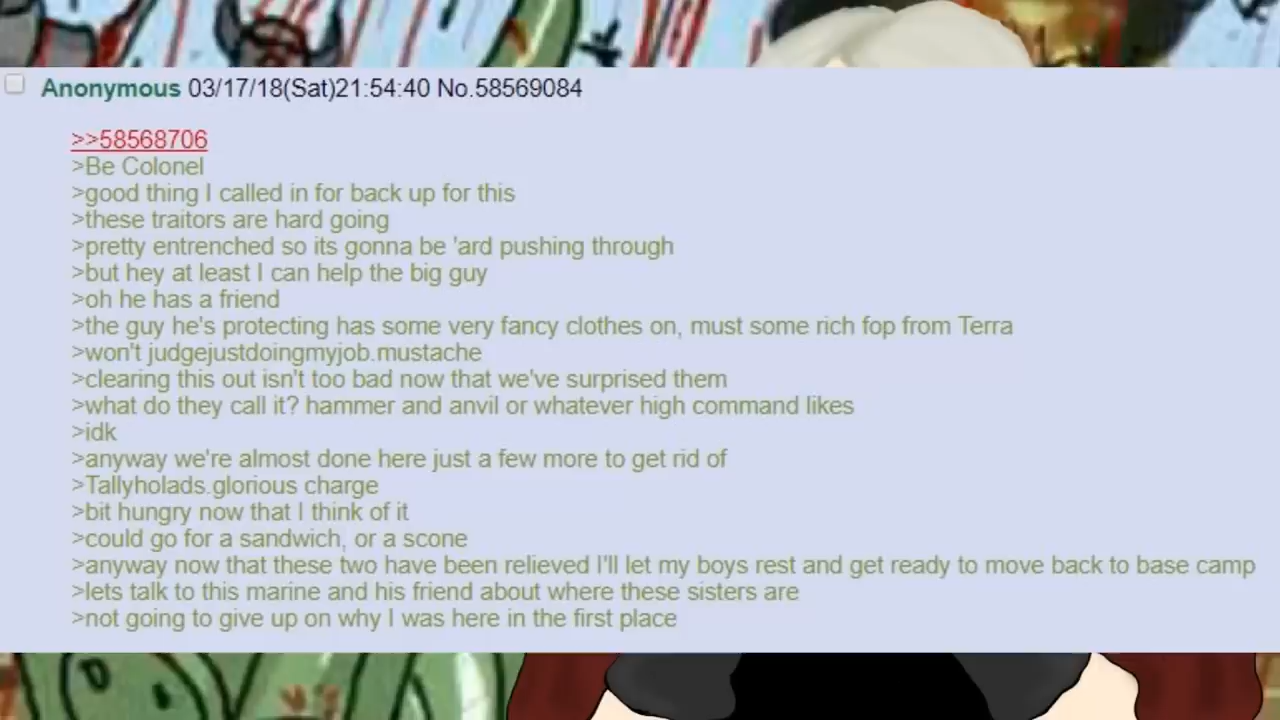 Anonymous 03/17/18(Sat)21:54:40 No.58569084
>>58568706
>Be Colonel
>good thing I called in for back up for this
>these traitors are hard going
>pretty entrenched so its gonna be 'ard pushing through
>but hey at least I can help the big guy
>oh he has a friend
>the guy he's protecting has some very fancy clothes on, must some rich fop from Terra
>won't judgejustdoingmyjob.mustache
>clearing this out isn't too bad now that we've surprised them
>what do they call it? hammer and anvil or whatever high command likes
>idk
>anyway we're almost done here just a few more to get rid of
>Tallyholads.glorious charge
>bit hungry now that I think of it
>could go for a sandwich, or a scone
>anyway now that these two have been relieved I'll let my boys rest and get ready to move back to base camp
>lets talk to this marine and his friend about where these sisters are
>not going to give up on why I was here in the first place